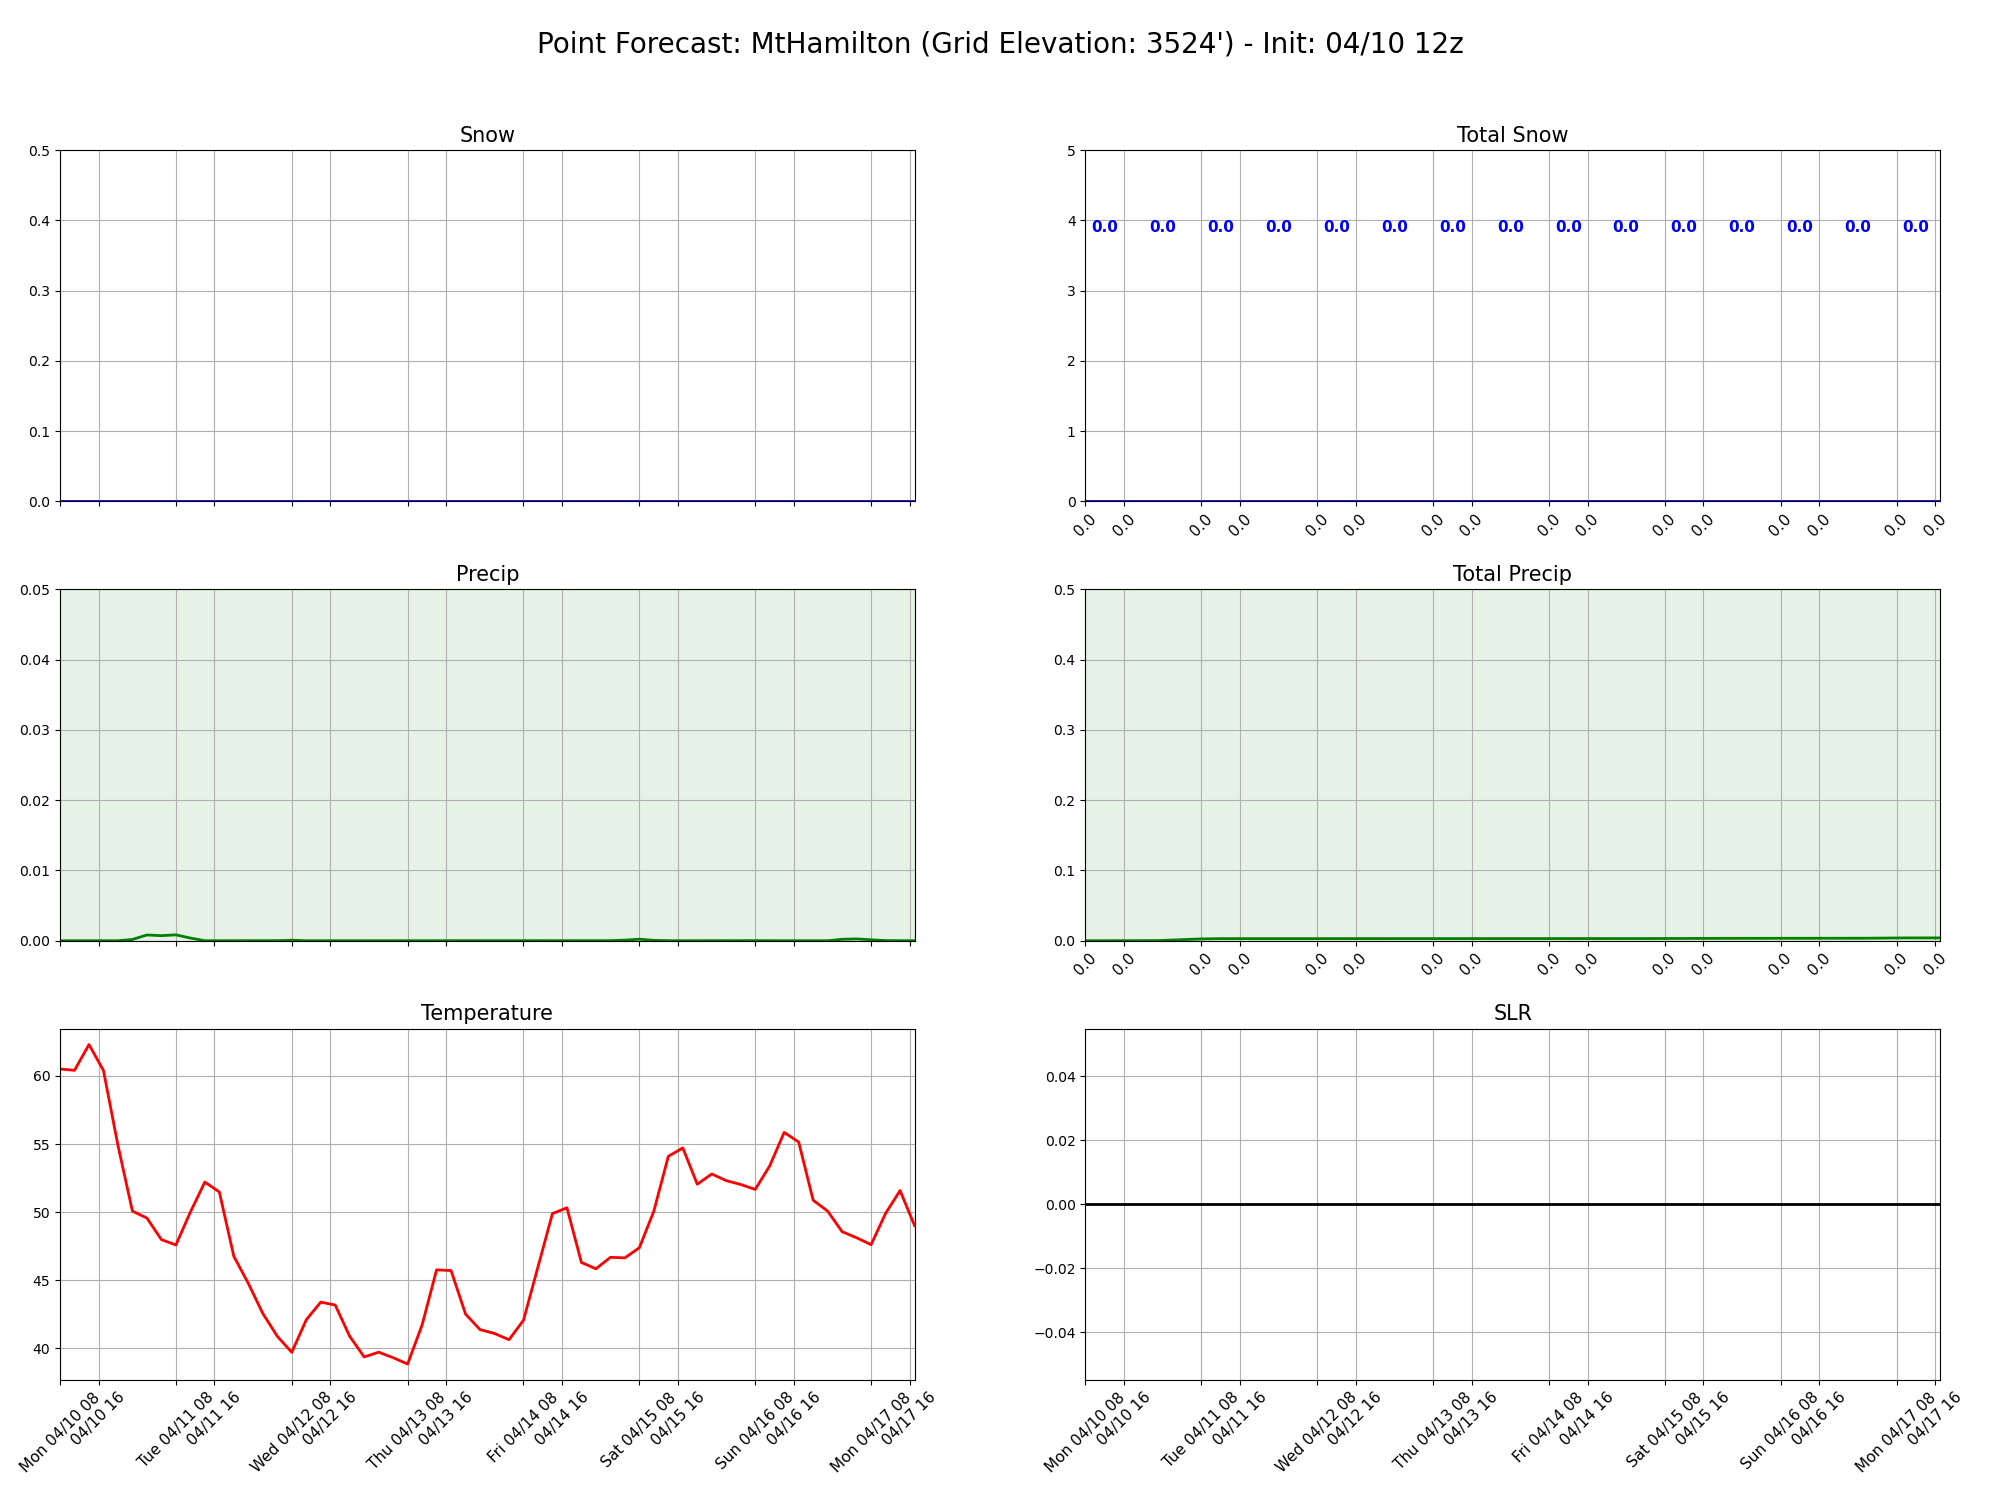 Point Forecast: MtHamilton (Grid Elevation: 3524') - Init: 04/10 12z
Snow
0.5
0.4
0.3
0.2
0.1
0.0
Total Snow
5
4
3
2
1
0
0.0 0.0 0.0 0.0 0.0 0.0 0.0 0.0 0.0 0.0 0.0 0.0 0.0 0.0 0.0
0.0 0.0 0.0 0.0 0.0 0.0 0.0 0.0 0.0 0.0 0.0 0.0 0.0 0.0 0.0 0.0
Precip
0.05
0.04
0.03
0.02
0.01
0.00
Total Precip
0.5
0.4
0.3
0.2
0.1
0.0
0.0 0.0 0.0 0.0 0.0 0.0 0.0 0.0 0.0 0.0 0.0 0.0 0.0 0.0 0.0 0.0
Temperature
60
55
50
45
40
Mon 04/10 08
04/10 16
Tue 04/11 08
04/11 16
Wed 04/12 08
04/12 16
Thu 04/13 08
04/13 16
Fri 04/14 08
04/14 16
Sat 04/15 08
04/15 16
Sun 04/16 08
04/16 16
Mon 04/17 08
04/17 16
SLR
0.04
0.02
0.00
−0.02
−0.04
Mon 04/10 08
04/10 16
Tue 04/11 08
04/11 16
Wed 04/12 08
04/12 16
Thu 04/13 08
04/13 16
Fri 04/14 08
04/14 16
Sat 04/15 08
04/15 16
Sun 04/16 08
04/16 16
Mon 04/17 08
04/17 16